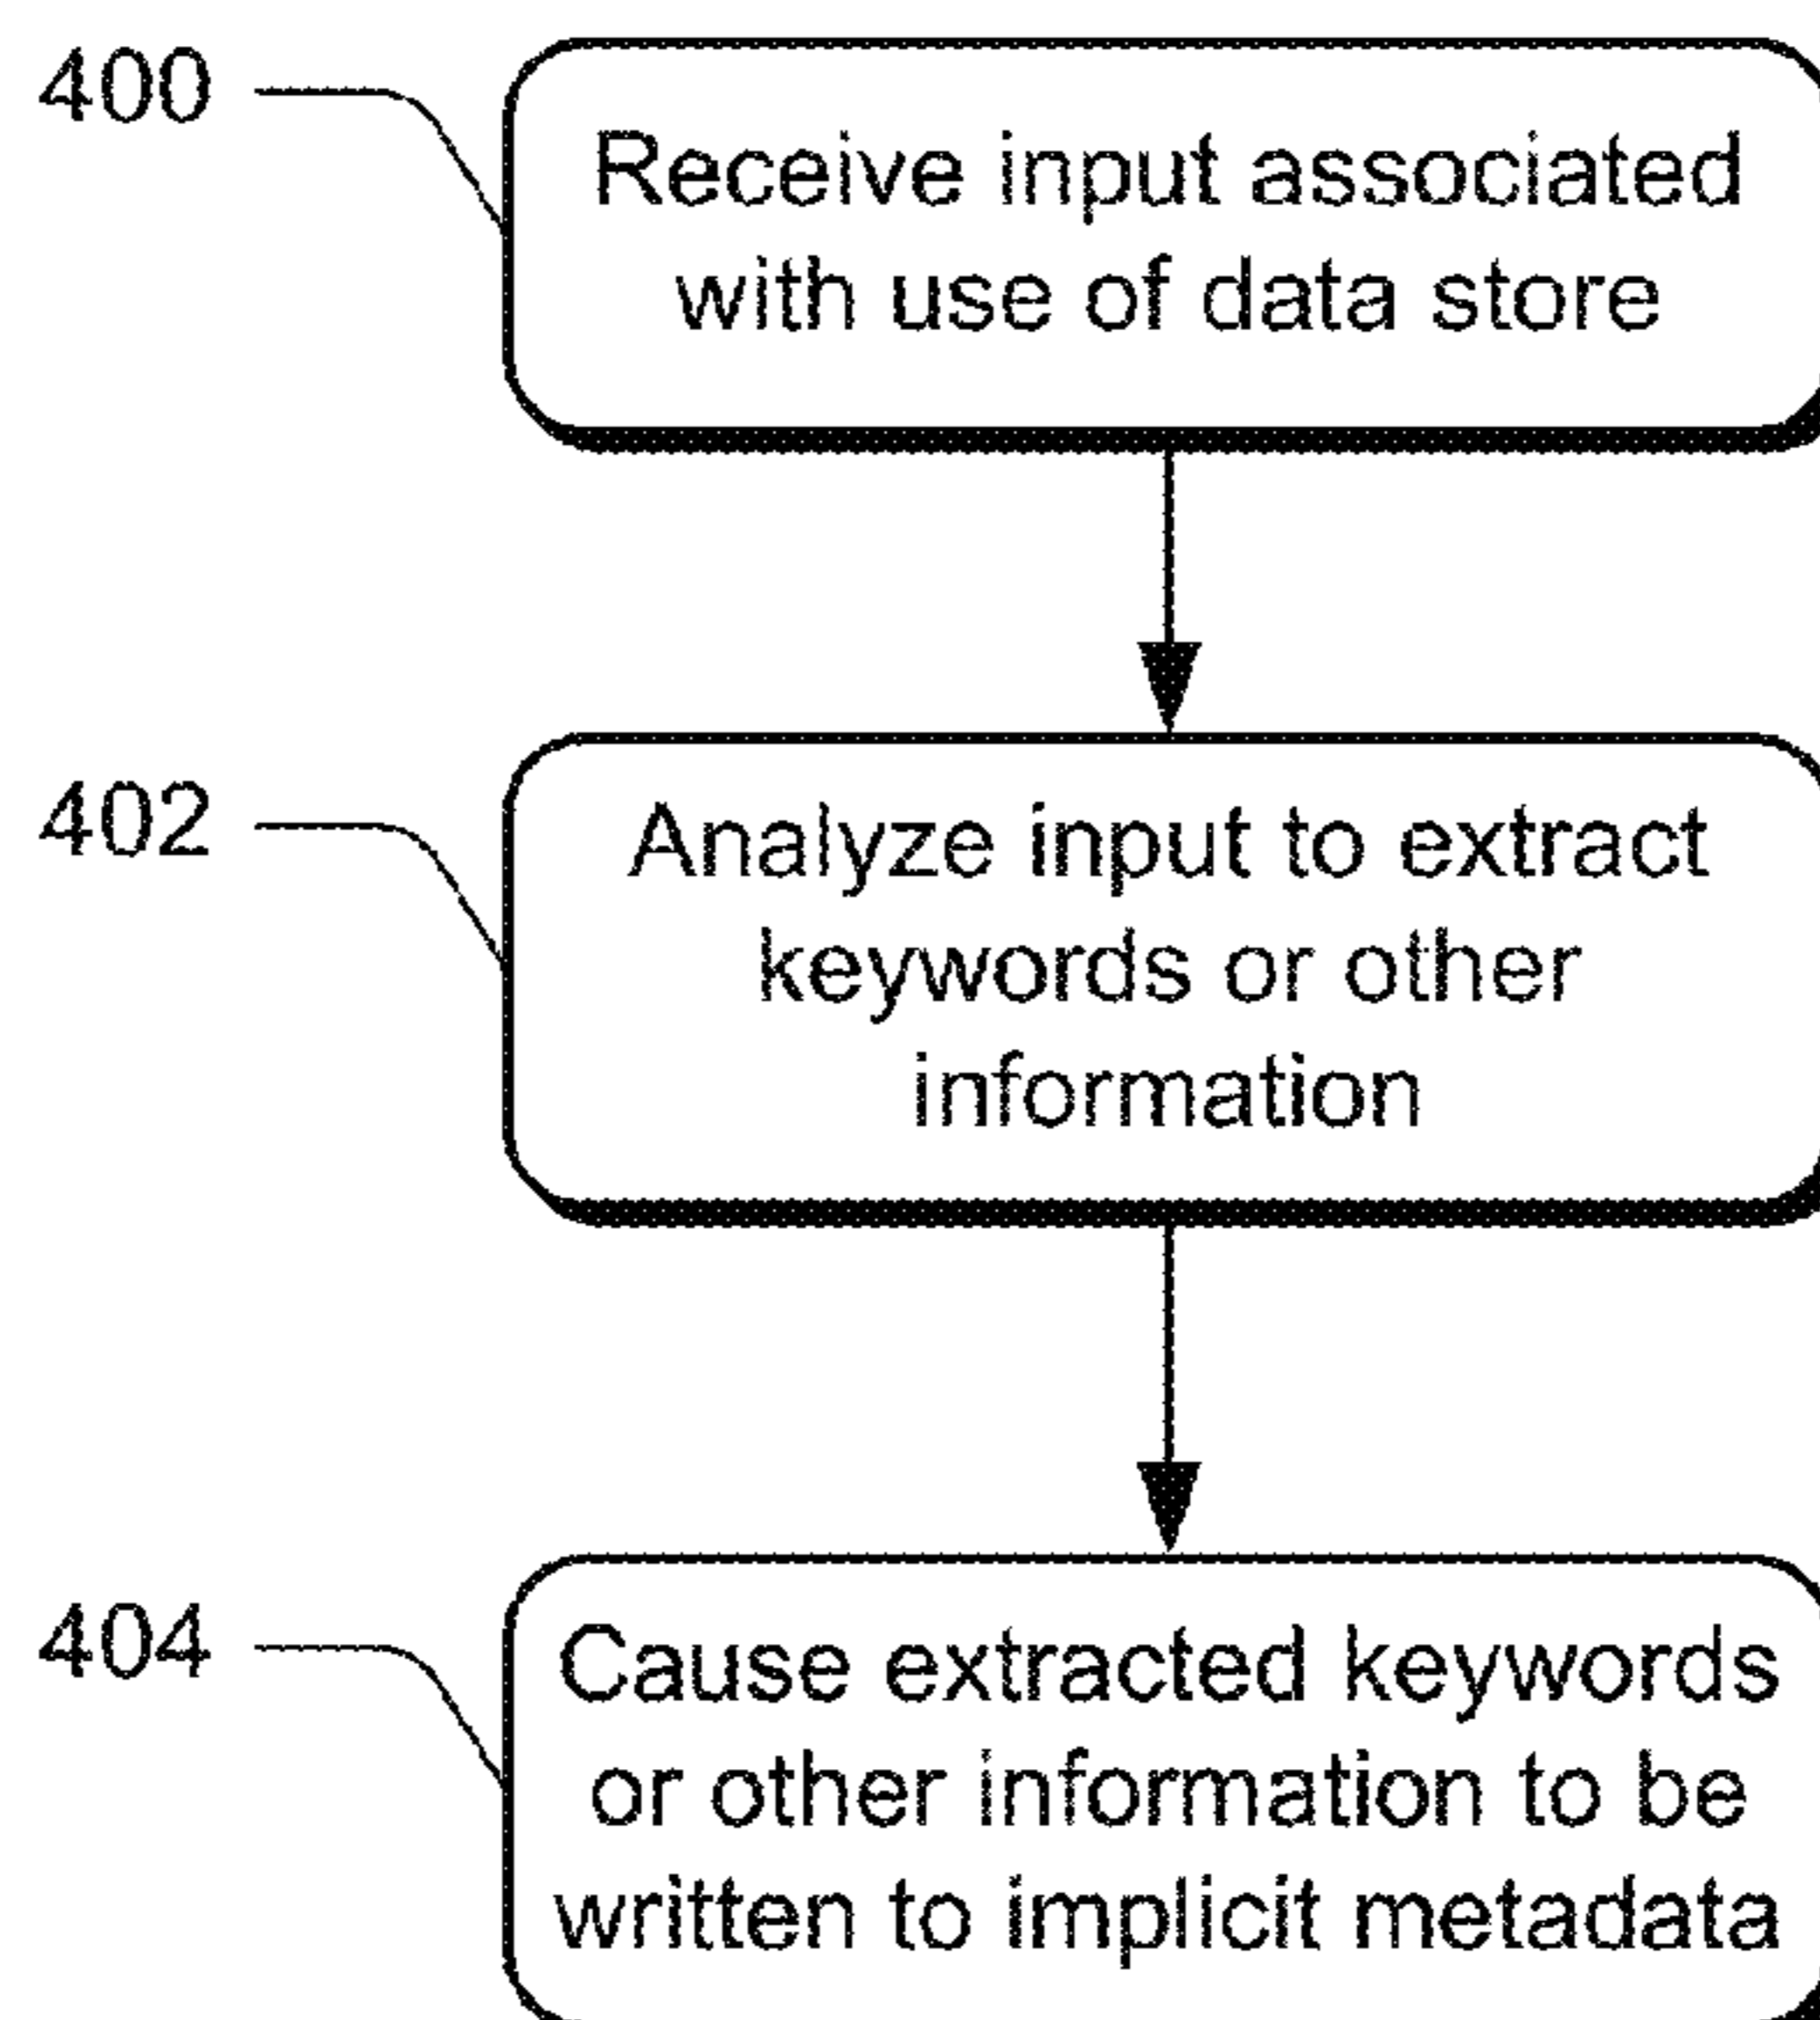 400
Receive input associated
with use of data store
402
Analyze input to extract
keywords or other
information
404
Cause extracted keywords
or other information to be
written to implicit metadata